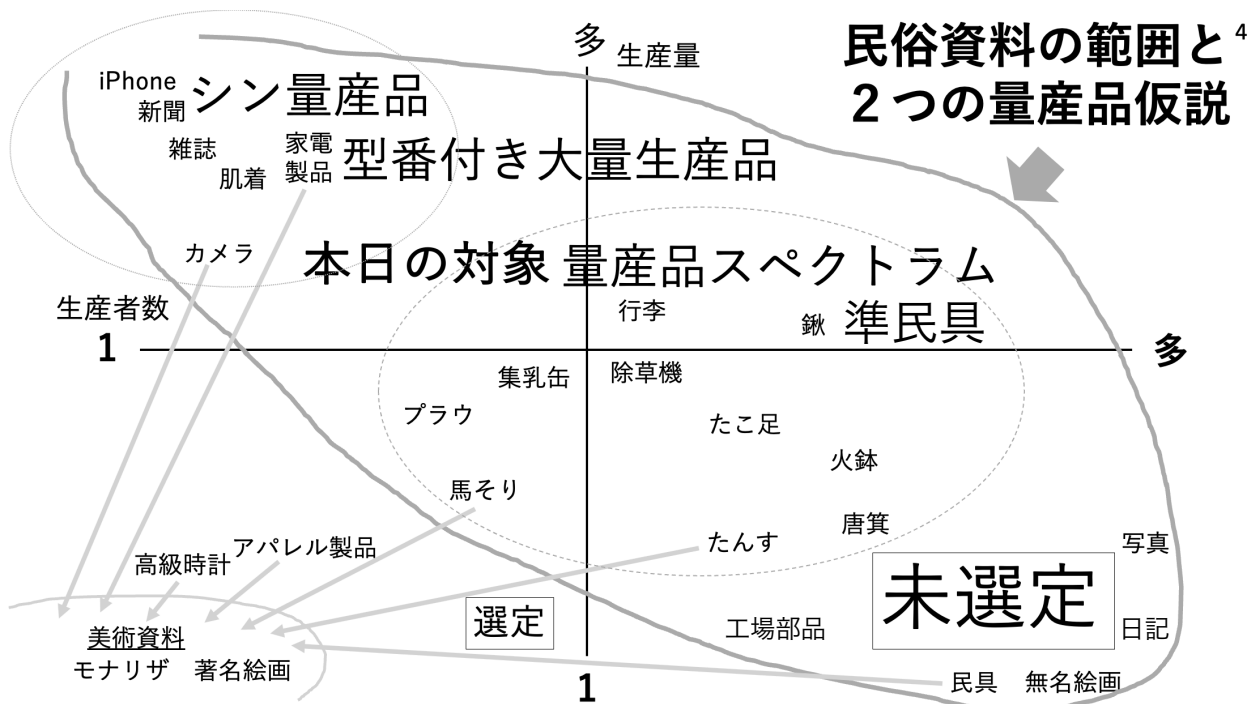 民俗資料の範囲と
2つの量産品仮説
4
多 生産量
iPhone
新聞
シン量産品
雑誌
家電
製品
肌着
型番付き大量生産品
カメラ
本日の対象 量産品スペクトラム
生産者数
1
行李
鍬 準民具
多
集乳缶
除草機
プラウ
たこ足
火鉢
馬そり
唐箕
たんす
写真
高級時計
アパレル製品
未選定
選定
工場部品
日記
美術資料
モナリザ 著名絵画
1
民具 無名絵画